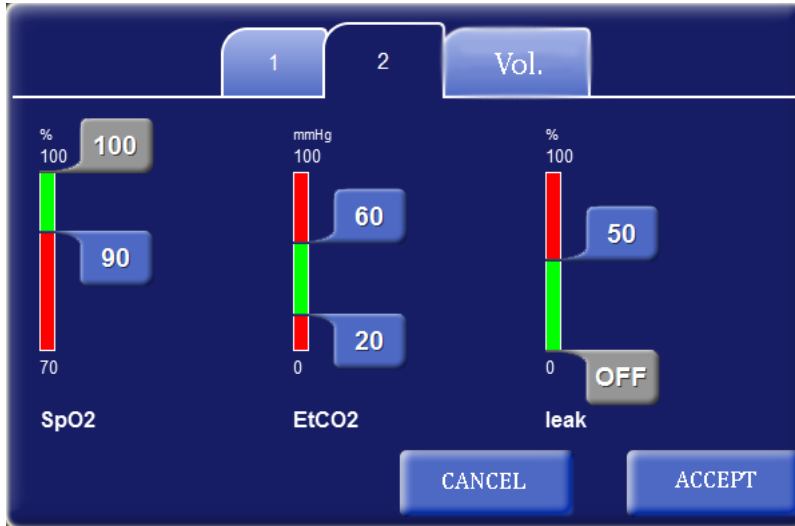 1 2 Vol.
% mmHg %
100 100 100 100
60
50
90
20
70 0 0 OFF
SpO2 EtCO2 leak
CANCEL ACCEPT